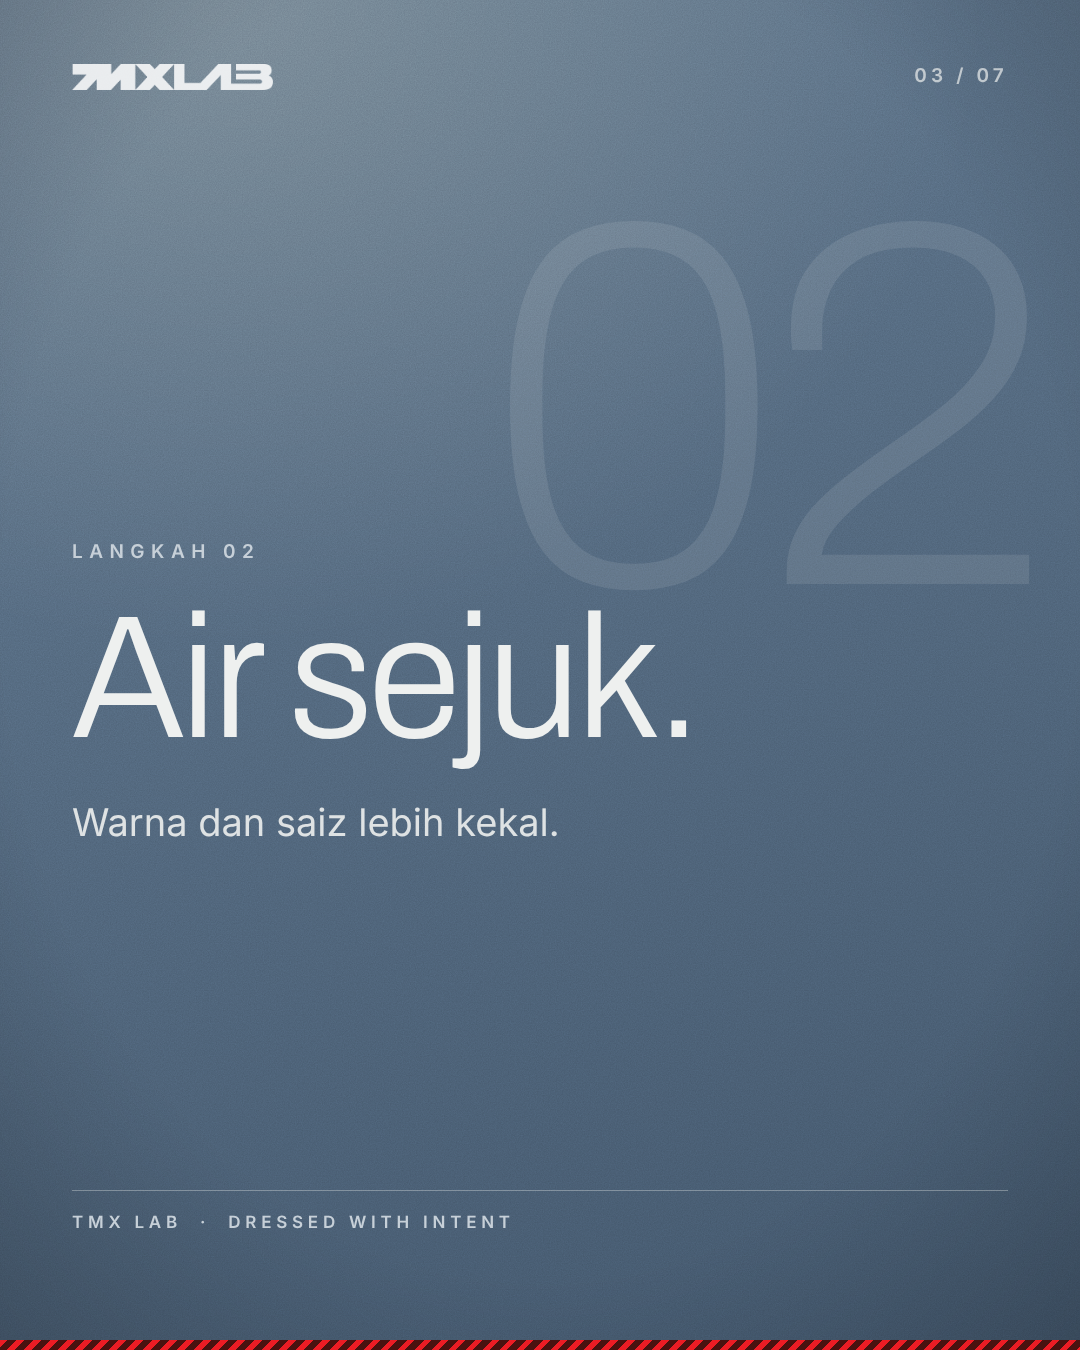 TMXLAB
03 / 07
02
LANGKAH 02
Air sejuk.
Warna dan saiz lebih kekal.
TMX LAB · DRESSED WITH INTENT